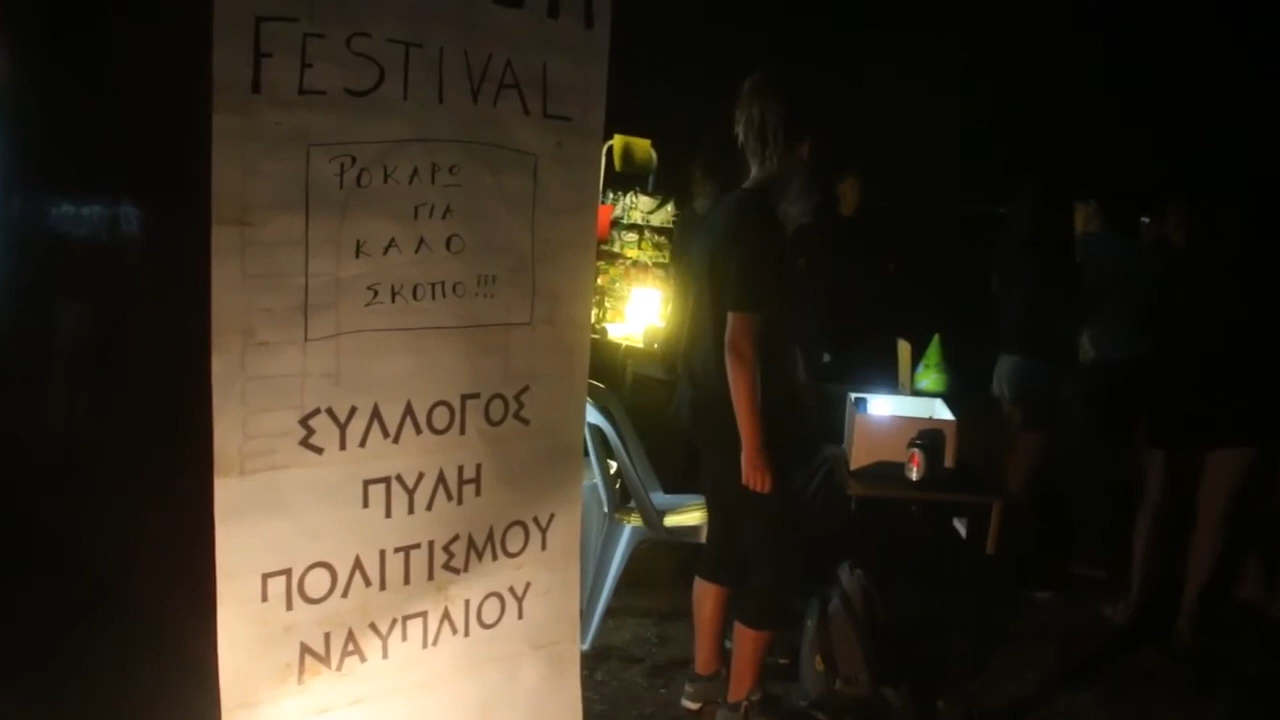 FESTIVAL
ΡΟΚΑΡΩ
ΓΙΑ
ΚΑΛΟ
ΣΚΟΠΟ!!!
ΣΥΛΛΟΓΟΣ
ΠΥΛΗ
ΠΟΛΙΤΙΣΜΟΥ
ΝΑΥΠΛΙΟΥ